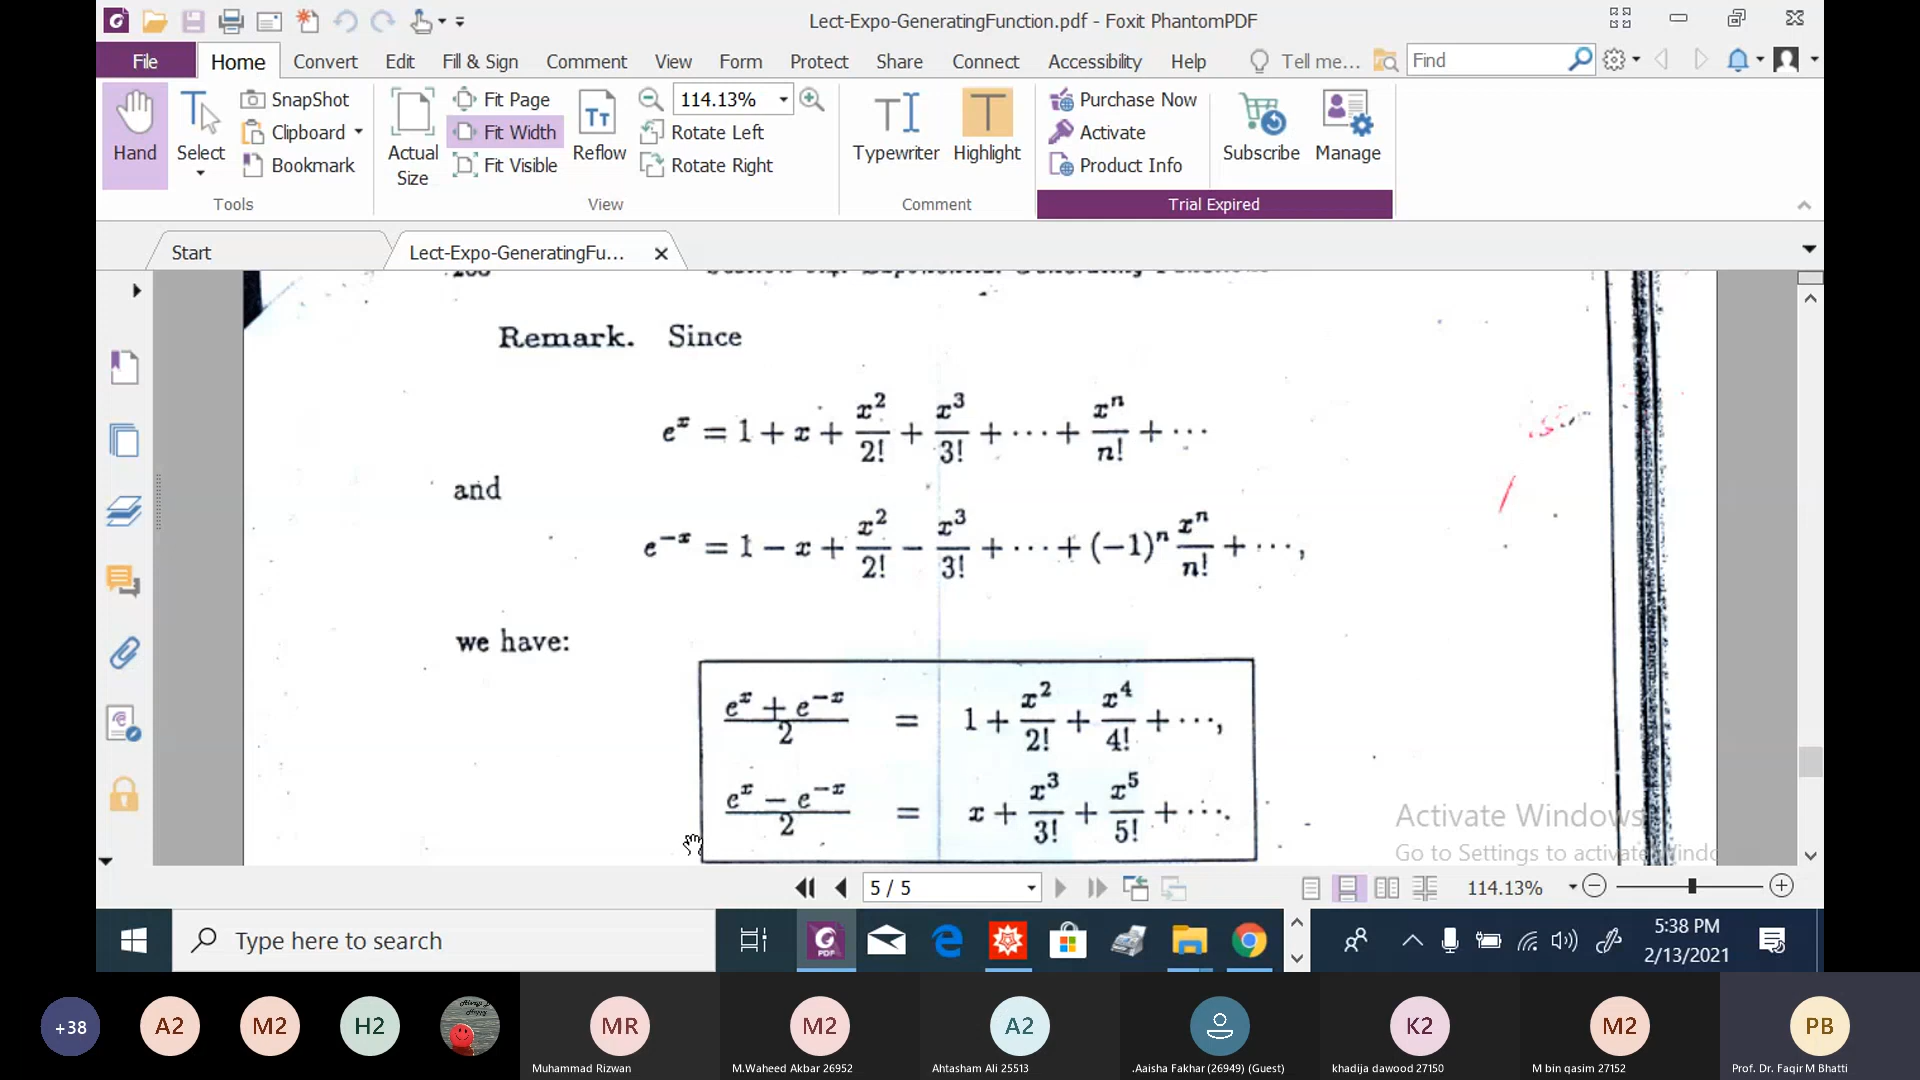 Lect-Expo-GeneratingFunction.pdf - Foxit PhantomPDF
File Home Convert Edit Fill & Sign Comment View Form Protect Share Connect Accessibility Help Tell me... Find
Hand
Select
SnapShot
Clipboard
Bookmark
Tools
Actual Size
Fit Page
Fit Width
Fit Visible
Reflow
114.13%
Rotate Left
Rotate Right
View
Typewriter
Highlight
Comment
Purchase Now
Activate
Product Info
Subscribe
Manage
Trial Expired
Start
Lect-Expo-GeneratingFu...
Remark. Since
e^x = 1 + x + x^2/2! + x^3/3! + ··· + x^n/n! + ···
and
e^{-x} = 1 − x + x^2/2! − x^3/3! + ··· + (−1)^n x^n/n! + ···,
we have:
(e^x + e^{-x})/2 = 1 + x^2/2! + x^4/4! + ···,
(e^x − e^{-x})/2 = x + x^3/3! + x^5/5! + ···.
Activate Windows
Go to Settings to activate
5 / 5
114.13%
Type here to search
PDF
5:38 PM
2/13/2021
+38
A2
M2
H2
Always
Happy
MR
Muhammad Rizwan
M2
M.Waheed Akbar 26952
A2
Ahtasham Ali 25513
.Aaisha Fakhar (26949) (Guest)
K2
khadija dawood 27150
M2
M bin qasim 27152
PB
Prof. Dr. Faqir M Bhatti